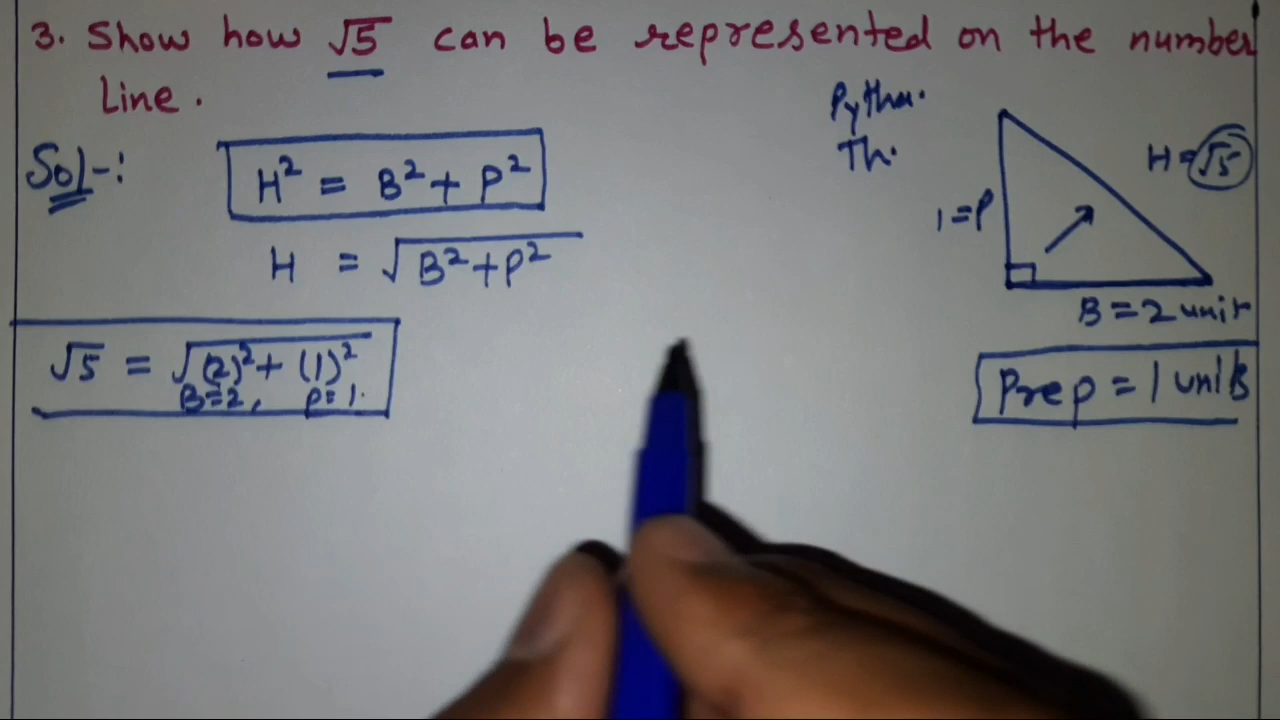 3. Show how √5 can be represented on the number
Line.
Sol-:
H² = B² + P²
H = √B²+P²
√5 = √(2)²+ (1)²
B=2, P=1.
Pytha.
Th.
H = √5
1=P
B = 2 unit
Prep = 1 unit